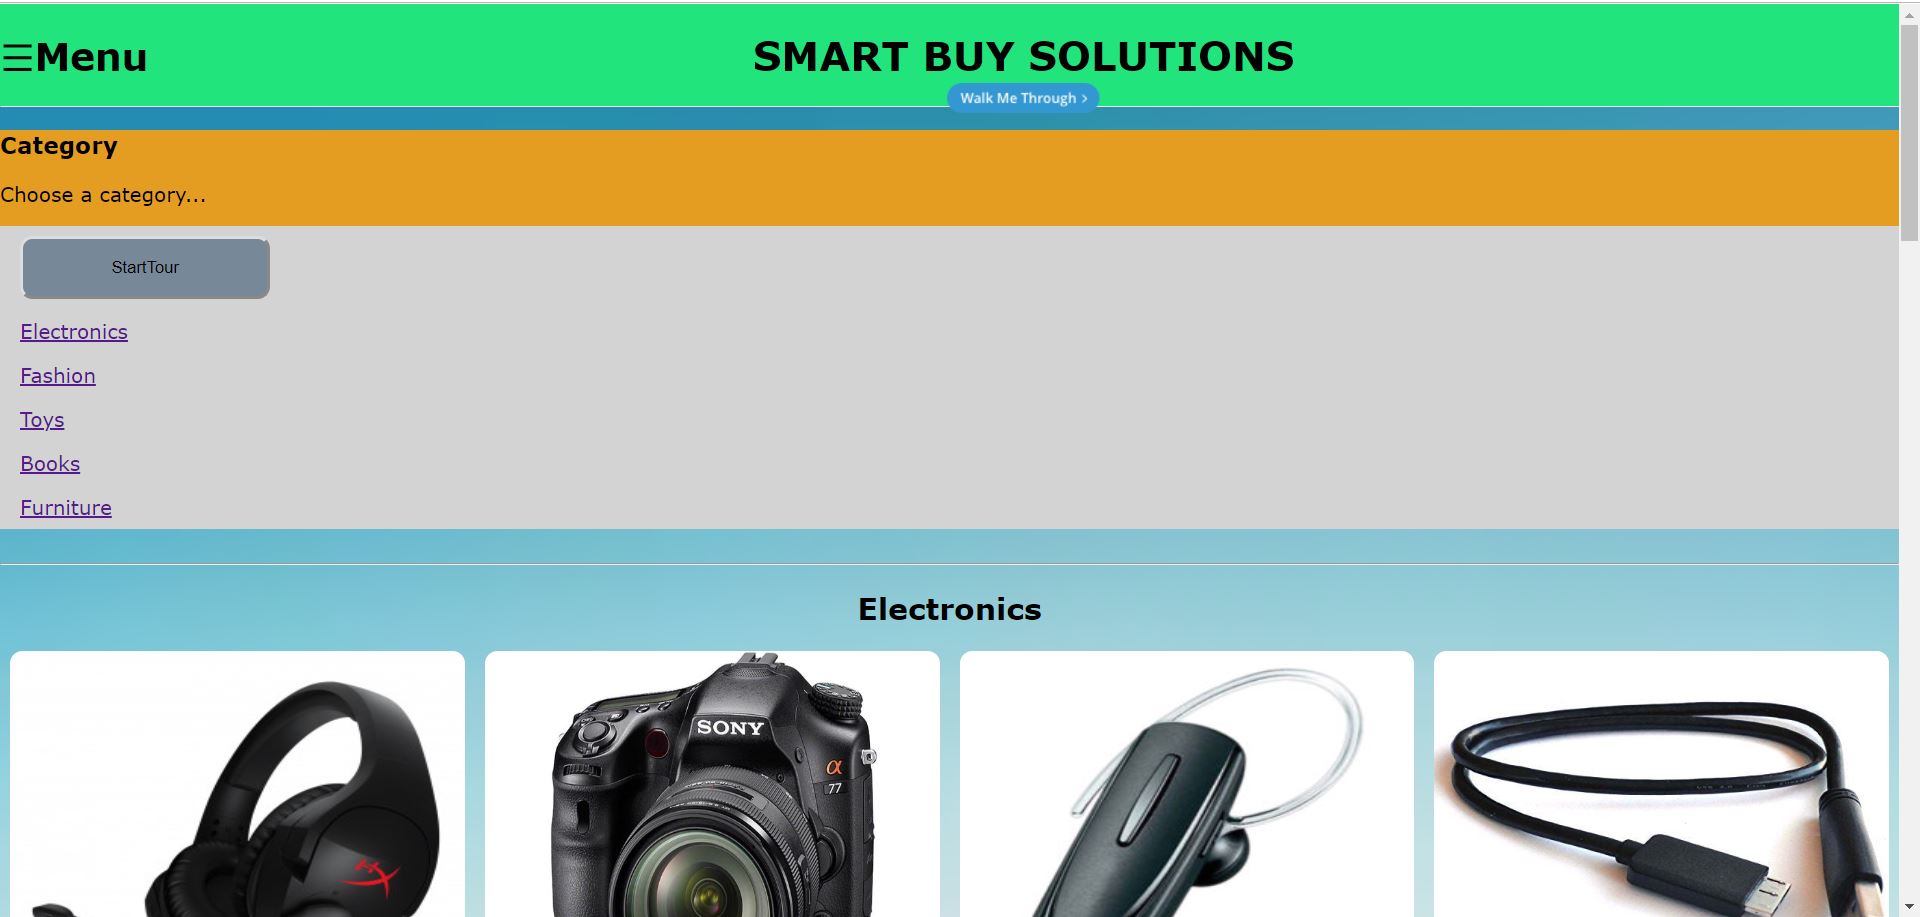 ☰Menu
SMART BUY SOLUTIONS
Walk Me Through >
Category
Choose a category...
StartTour
Electronics
Fashion
Toys
Books
Furniture
Electronics
SONY
α
77